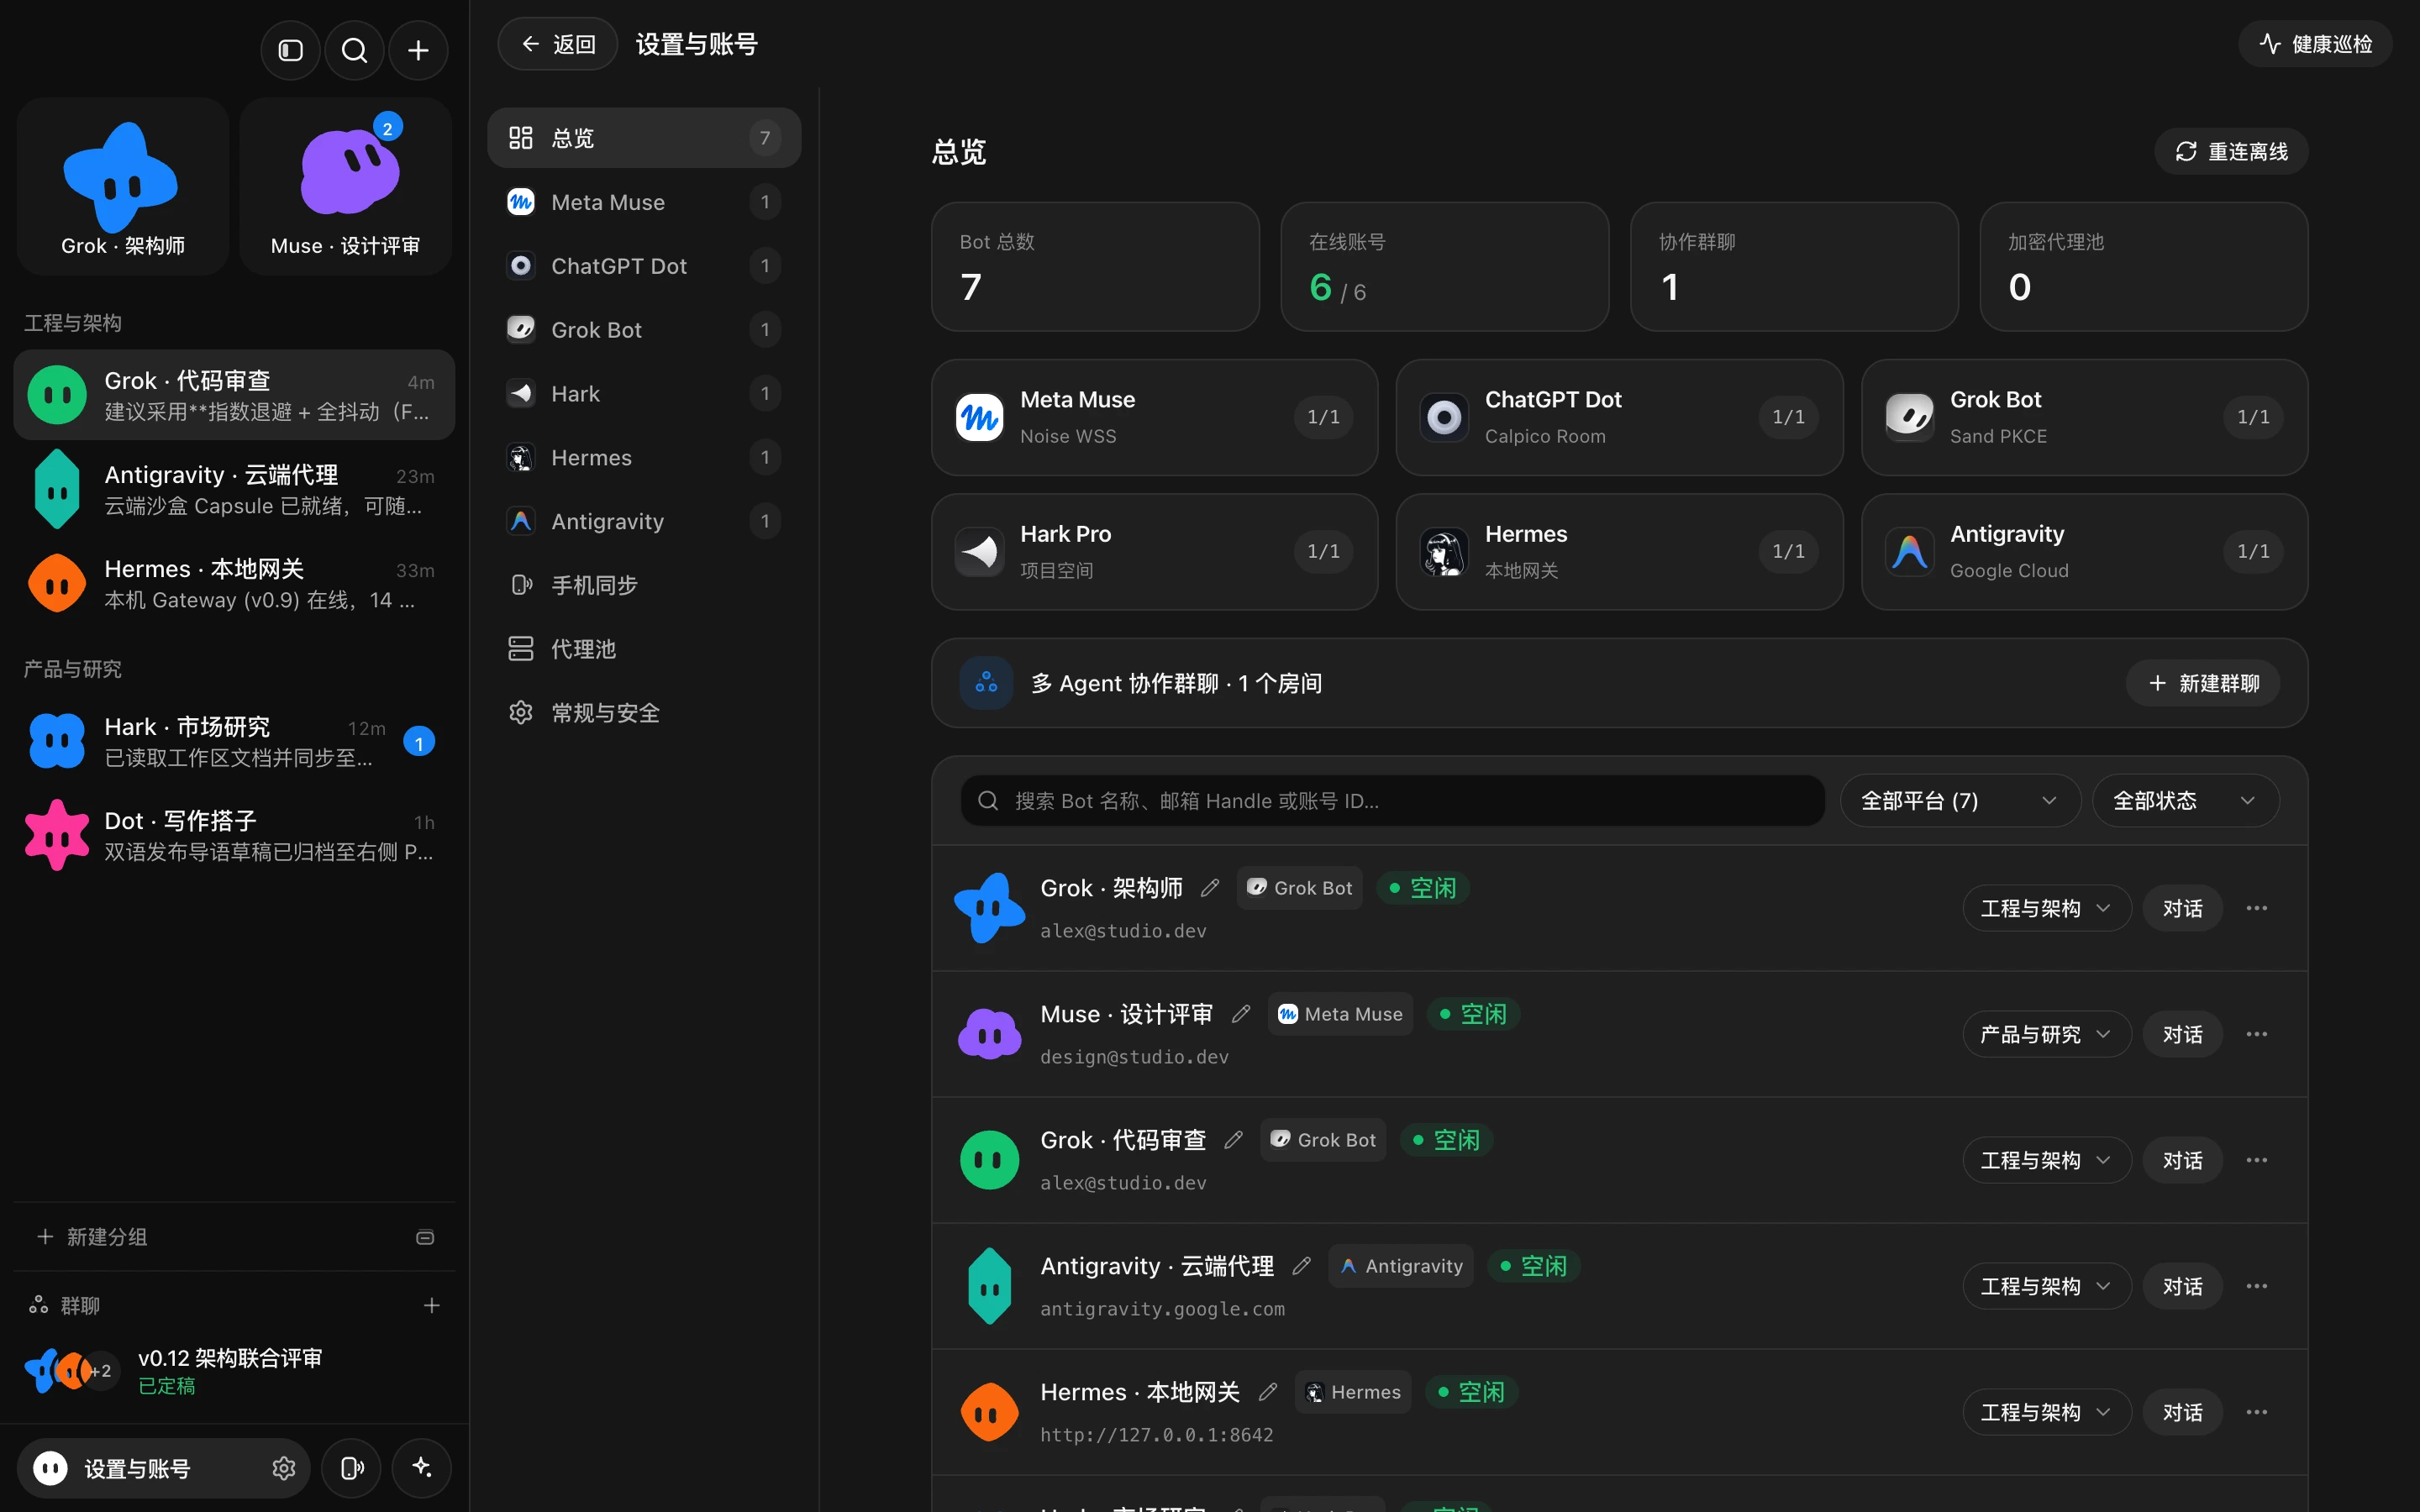 Grok · 架构师
2
Muse · 设计评审
工程与架构
Grok · 代码审查
4m
建议采用**指数退避 + 全抖动（F...
Antigravity · 云端代理
23m
云端沙盒 Capsule 已就绪，可随...
Hermes · 本地网关
33m
本机 Gateway (v0.9) 在线，14 ...
产品与研究
Hark · 市场研究
12m
已读取工作区文档并同步至...
1
Dot · 写作搭子
1h
双语发布导语草稿已归档至右侧 P...
新建分组
群聊
+2
v0.12 架构联合评审
已定稿
设置与账号
返回
设置与账号
健康巡检
总览
7
Meta Muse
1
ChatGPT Dot
1
Grok Bot
1
Hark
1
Hermes
1
Antigravity
1
手机同步
代理池
常规与安全
总览
重连离线
Bot 总数
7
在线账号
6 / 6
协作群聊
1
加密代理池
0
Meta Muse
Noise WSS
1/1
ChatGPT Dot
Calpico Room
1/1
Grok Bot
Sand PKCE
1/1
Hark Pro
项目空间
1/1
Hermes
本地网关
1/1
Antigravity
Google Cloud
1/1
多 Agent 协作群聊 · 1 个房间
新建群聊
搜索 Bot 名称、邮箱 Handle 或账号 ID...
全部平台 (7)
全部状态
Grok · 架构师
Grok Bot
空闲
alex@studio.dev
工程与架构
对话
Muse · 设计评审
Meta Muse
空闲
design@studio.dev
产品与研究
对话
Grok · 代码审查
Grok Bot
空闲
alex@studio.dev
工程与架构
对话
Antigravity · 云端代理
Antigravity
空闲
antigravity.google.com
工程与架构
对话
Hermes · 本地网关
Hermes
空闲
http://127.0.0.1:8642
工程与架构
对话